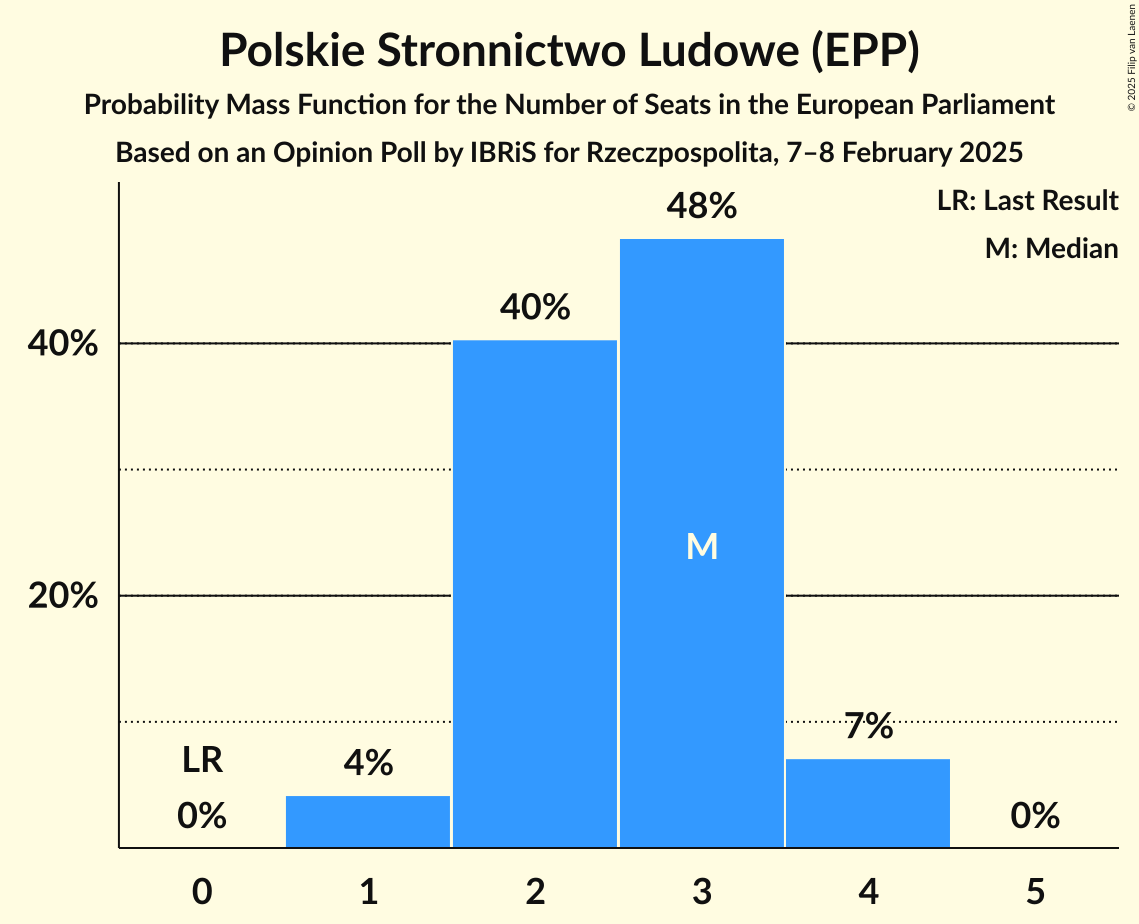 Polskie Stronnictwo Ludowe (EPP)
Probability Mass Function for the Number of Seats in the European Parliament
Based on an Opinion Poll by IBRiS for Rzeczpospolita, 7–8 February 2025
© 2025 Filip van Laenen
LR: Last Result
M: Median
48%
40%
40%
M
20%
7%
LR
4%
0%
0%
0 1 2 3 4 5